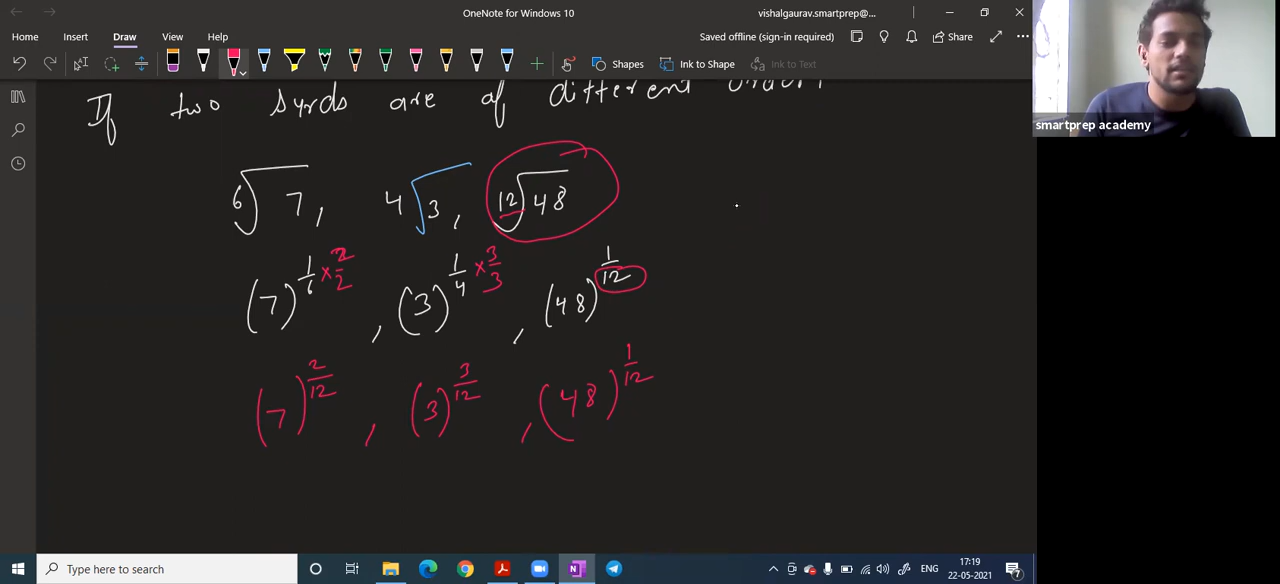 OneNote for Windows 10
vishalgaurav.smartprep@...
Home Insert Draw View Help
Saved offline (sign-in required)
Share
Shapes
Ink to Shape
Ink to Text
smartprep academy
If two syrds are of different orders
6√7, 4√3, 12√48
(7)^1/6 × 2/2, (3)^1/4 × 3/3, (48)^1/12
(7)^2/12, (3)^3/12, (48)^1/12
Type here to search
ENG
17:19
22-05-2021
7